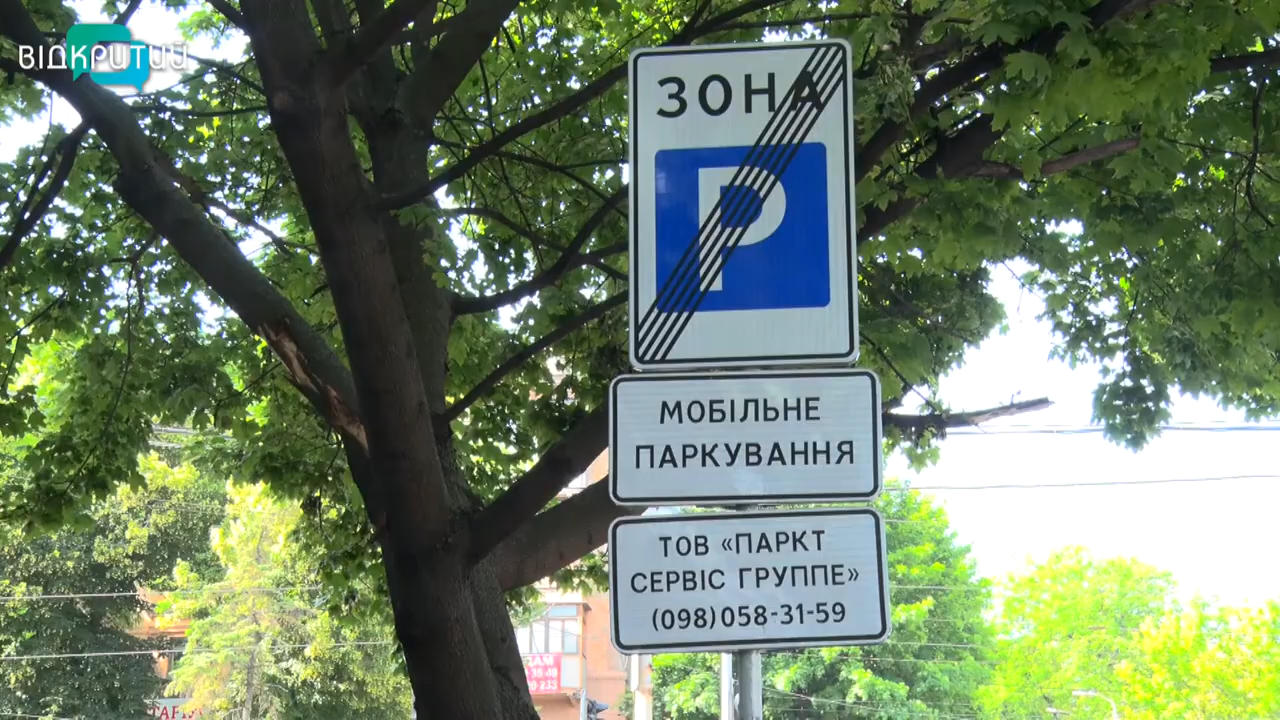 ВІДКРИТИЙ
ЗОНА
P
МОБІЛЬНЕ
ПАРКУВАННЯ
ТОВ «ПАРКТ
СЕРВІС ГРУППЕ»
(098)058-31-59